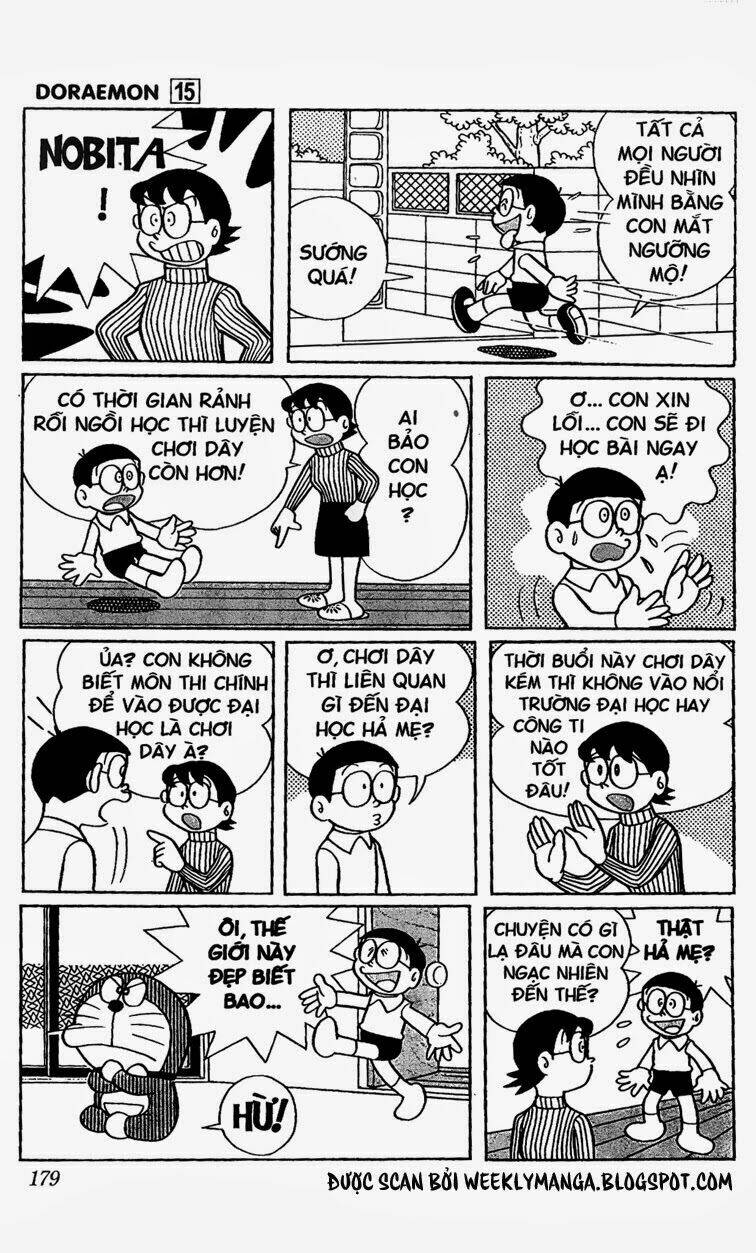 DORAEMON 15
TẤT CẢ
MỌI NGƯỜI
ĐỀU NHÌN
MÌNH BẰNG
CON MẮT
NGƯỠNG
MỘ!
SƯỚNG
QUÁ!
NOBITA
!
Ơ... CON XIN
LỖI... CON SẼ ĐI
HỌC BÀI NGAY
Ạ!
AI
BẢO
CON
HỌC
?
CÓ THỜI GIAN RẢNH
RỖI NGỒI HỌC THÌ LUYỆN
CHƠI DÂY
CÒN HƠN!
THỜI BUỔI NÀY CHƠI DÂY
KÉM THÌ KHÔNG VÀO NỔI
TRƯỜNG ĐẠI HỌC HAY
CÔNG TI
NÀO
TỐT
ĐÂU!
Ơ, CHƠI DÂY
THÌ LIÊN QUAN
GÌ ĐẾN ĐẠI
HỌC HẢ MẸ?
ỦA? CON KHÔNG
BIẾT MÔN THI CHÍNH
ĐỂ VÀO ĐƯỢC ĐẠI
HỌC LÀ CHƠI
DÂY À?
THẬT
HẢ MẸ?
CHUYỆN CÓ GÌ
LẠ ĐÂU MÀ CON
NGẠC NHIÊN
ĐẾN THẾ?
ÔI, THẾ
GIỚI NÀY
ĐẸP BIẾT
BAO...
HỪ!
179
ĐƯỢC SCAN BỞI WEEKLYMANGA.BLOGSPOT.COM